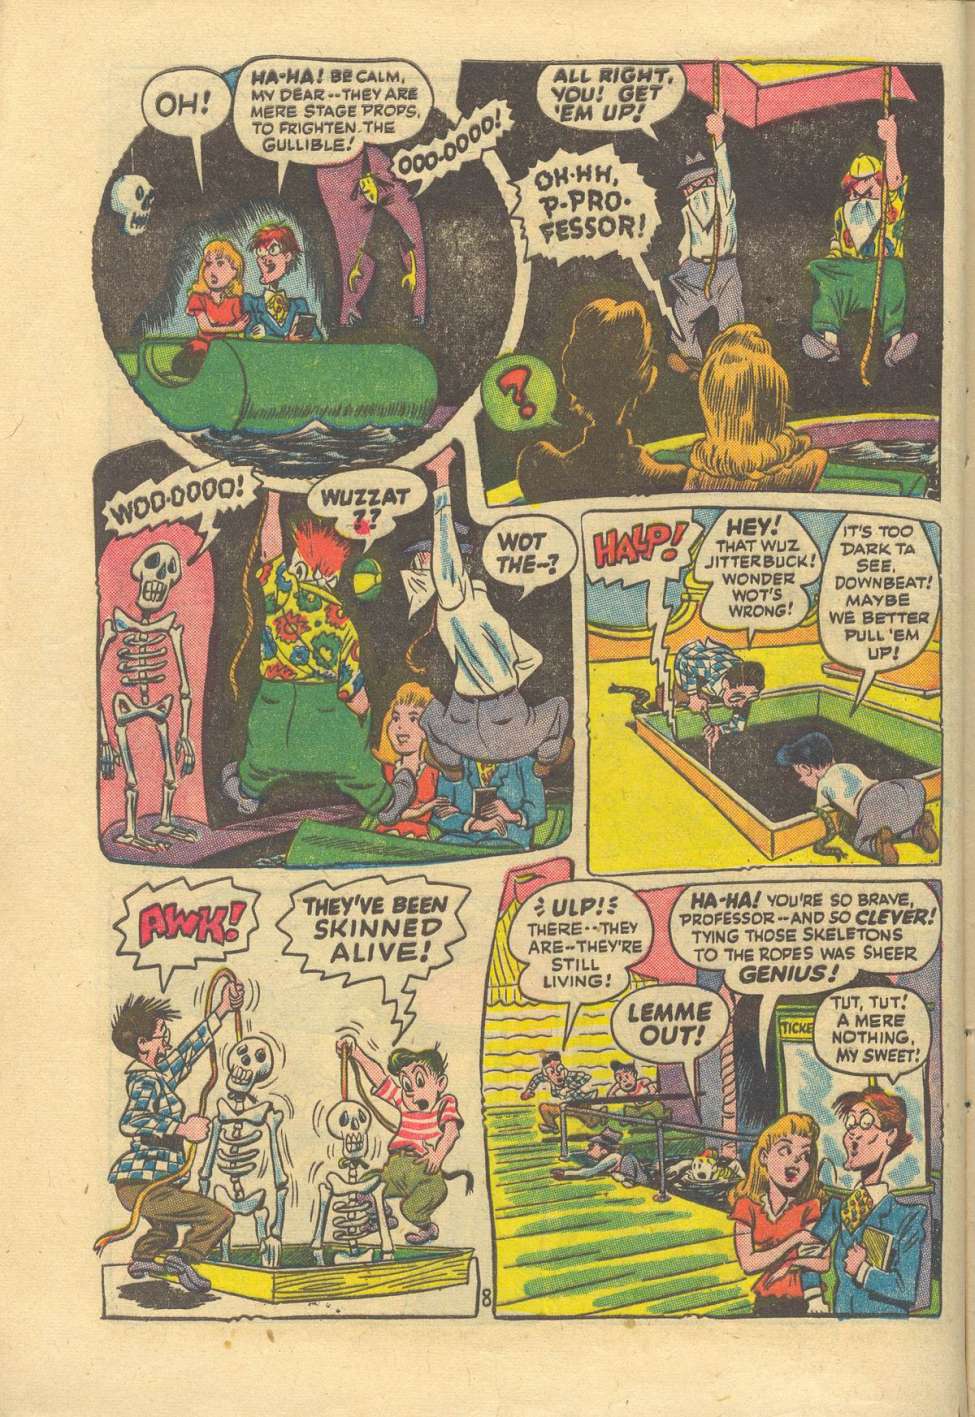 OH!
HA-HA! BE CALM,
MY DEAR--THEY ARE
MERE STAGE PROPS,
TO FRIGHTEN THE
GULLIBLE!
OOO-OOOO!
ALL RIGHT,
YOU! GET
'EM UP!
OH-HH,
P-PRO-
FESSOR!
?
WOO-OOOO!
WUZZAT
??
WOT
THE--?
HALP!
HEY!
THAT WUZ
JITTERBUCK!
WONDER
WOT'S
WRONG!
IT'S TOO
DARK TA
SEE,
DOWNBEAT!
MAYBE
WE BETTER
PULL 'EM
UP!
AWK!
THEY'VE BEEN
SKINNED
ALIVE!
ULP!
THERE--THEY
ARE--THEY'RE
STILL
LIVING!
LEMME
OUT!
HA-HA! YOU'RE SO BRAVE,
PROFESSOR--AND SO CLEVER!
TYING THOSE SKELETONS
TO THE ROPES WAS SHEER
GENIUS!
TICKE
TUT, TUT!
A MERE
NOTHING,
MY SWEET!
8